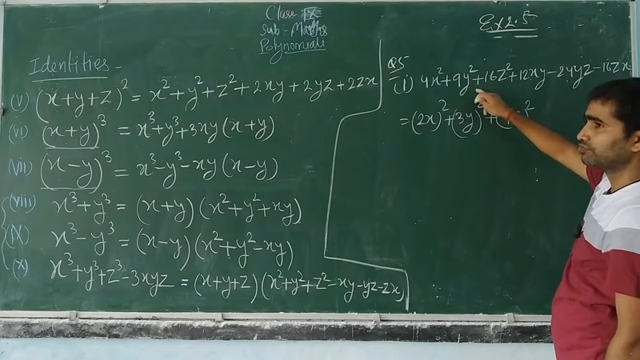 Class IX
Sub - Maths
Polynomials
Ex 2.5
Identities -
(V) (x+y+z)² = x²+y²+z²+2xy+2yz+2zx
(VI) (x+y)³ = x³+y³+3xy(x+y)
(VII) (x-y)³ = x³-y³-3xy(x-y)
(VIII) x³+y³ = (x+y)(x²+y²+xy)
(IX) x³-y³ = (x-y)(x²+y²-xy)
(X) x³+y³+z³-3xyz = (x+y+z)(x²+y²+z²-xy-yz-zx)
Q5
(i) 4x²+9y²+16z²+12xy-24yz-16zx
= (2x)²+(3y)²+(